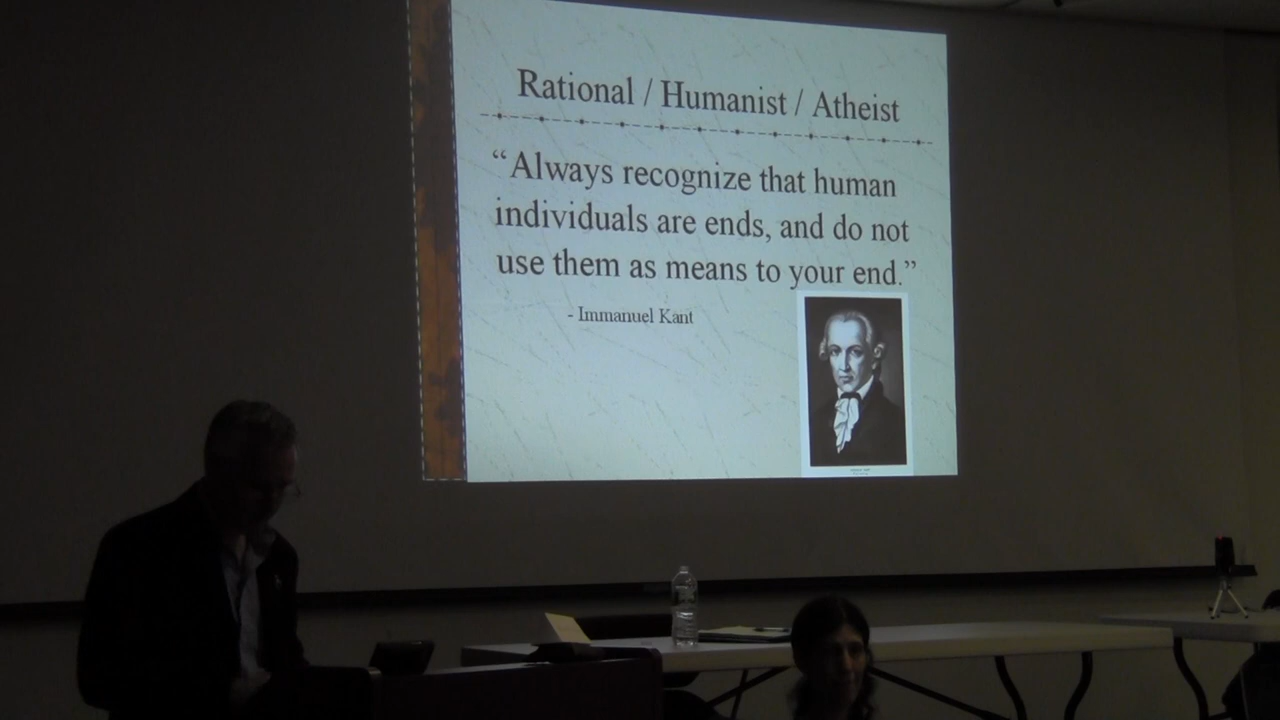 Rational / Humanist / Atheist
“Always recognize that human
individuals are ends, and do not
use them as means to your end.”
- Immanuel Kant